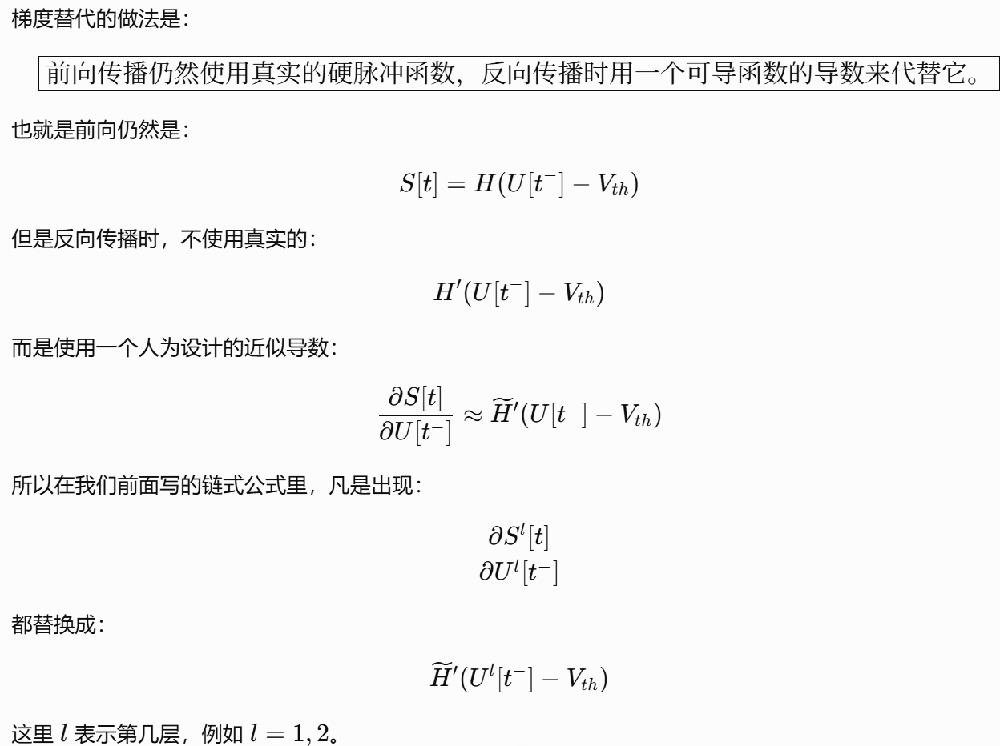 梯度替代的做法是：
前向传播仍然使用真实的硬脉冲函数，反向传播时用一个可导函数的导数来代替它。
也就是前向仍然是：
$S[t] = H(U[t^-] - V_{th})$
但是反向传播时，不使用真实的：
$H'(U[t^-] - V_{th})$
而是使用一个人为设计的近似导数：
$\frac{\partial S[t]}{\partial U[t^-]} \approx \widetilde{H}'(U[t^-] - V_{th})$
所以在我们前面写的链式公式里，凡是出现：
$\frac{\partial S^l[t]}{\partial U^l[t^-]}$
都替换成：
$\widetilde{H}'(U^l[t^-] - V_{th})$
这里 $l$ 表示第几层，例如 $l = 1, 2$。